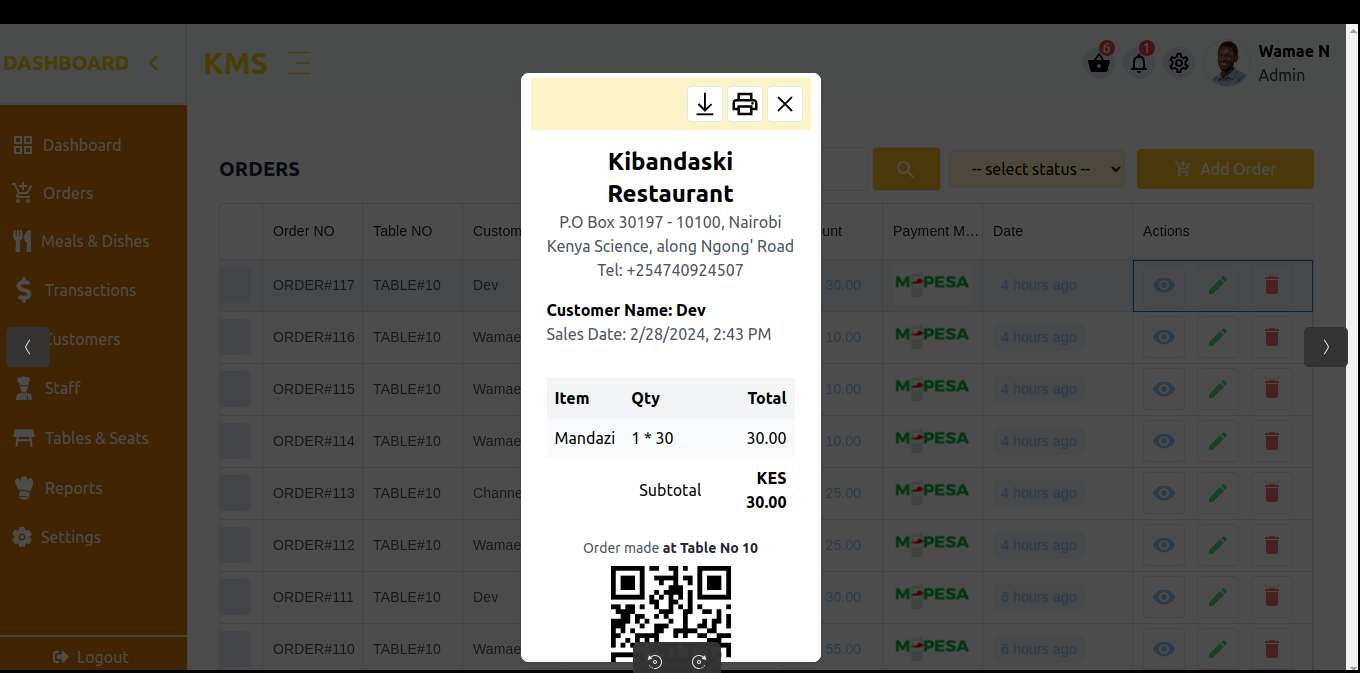 DASHBOARD
KMS
6
1
Wamae N
Admin
Dashboard
Orders
Meals & Dishes
Transactions
Customers
Staff
Tables & Seats
Reports
Settings
Logout
ORDERS
-- select status --
Add Order
Order NO Table NO Custom unt Payment M… Date Actions
ORDER#117 TABLE#10 Dev 30.00 M PESA 4 hours ago
ORDER#116 TABLE#10 Wamae 10.00 M PESA 4 hours ago
ORDER#115 TABLE#10 Wamae 10.00 M PESA 4 hours ago
ORDER#114 TABLE#10 Wamae 10.00 M PESA 4 hours ago
ORDER#113 TABLE#10 Channe 25.00 M PESA 4 hours ago
ORDER#112 TABLE#10 Wamae 25.00 M PESA 4 hours ago
ORDER#111 TABLE#10 Dev 30.00 M PESA 6 hours ago
ORDER#110 TABLE#10 Wamae 55.00 M PESA 6 hours ago
Kibandaski
Restaurant
P.O Box 30197 - 10100, Nairobi
Kenya Science, along Ngong' Road
Tel: +254740924507
Customer Name: Dev
Sales Date: 2/28/2024, 2:43 PM
Item Qty Total
Mandazi 1 * 30 30.00
Subtotal KES
30.00
Order made at Table No 10